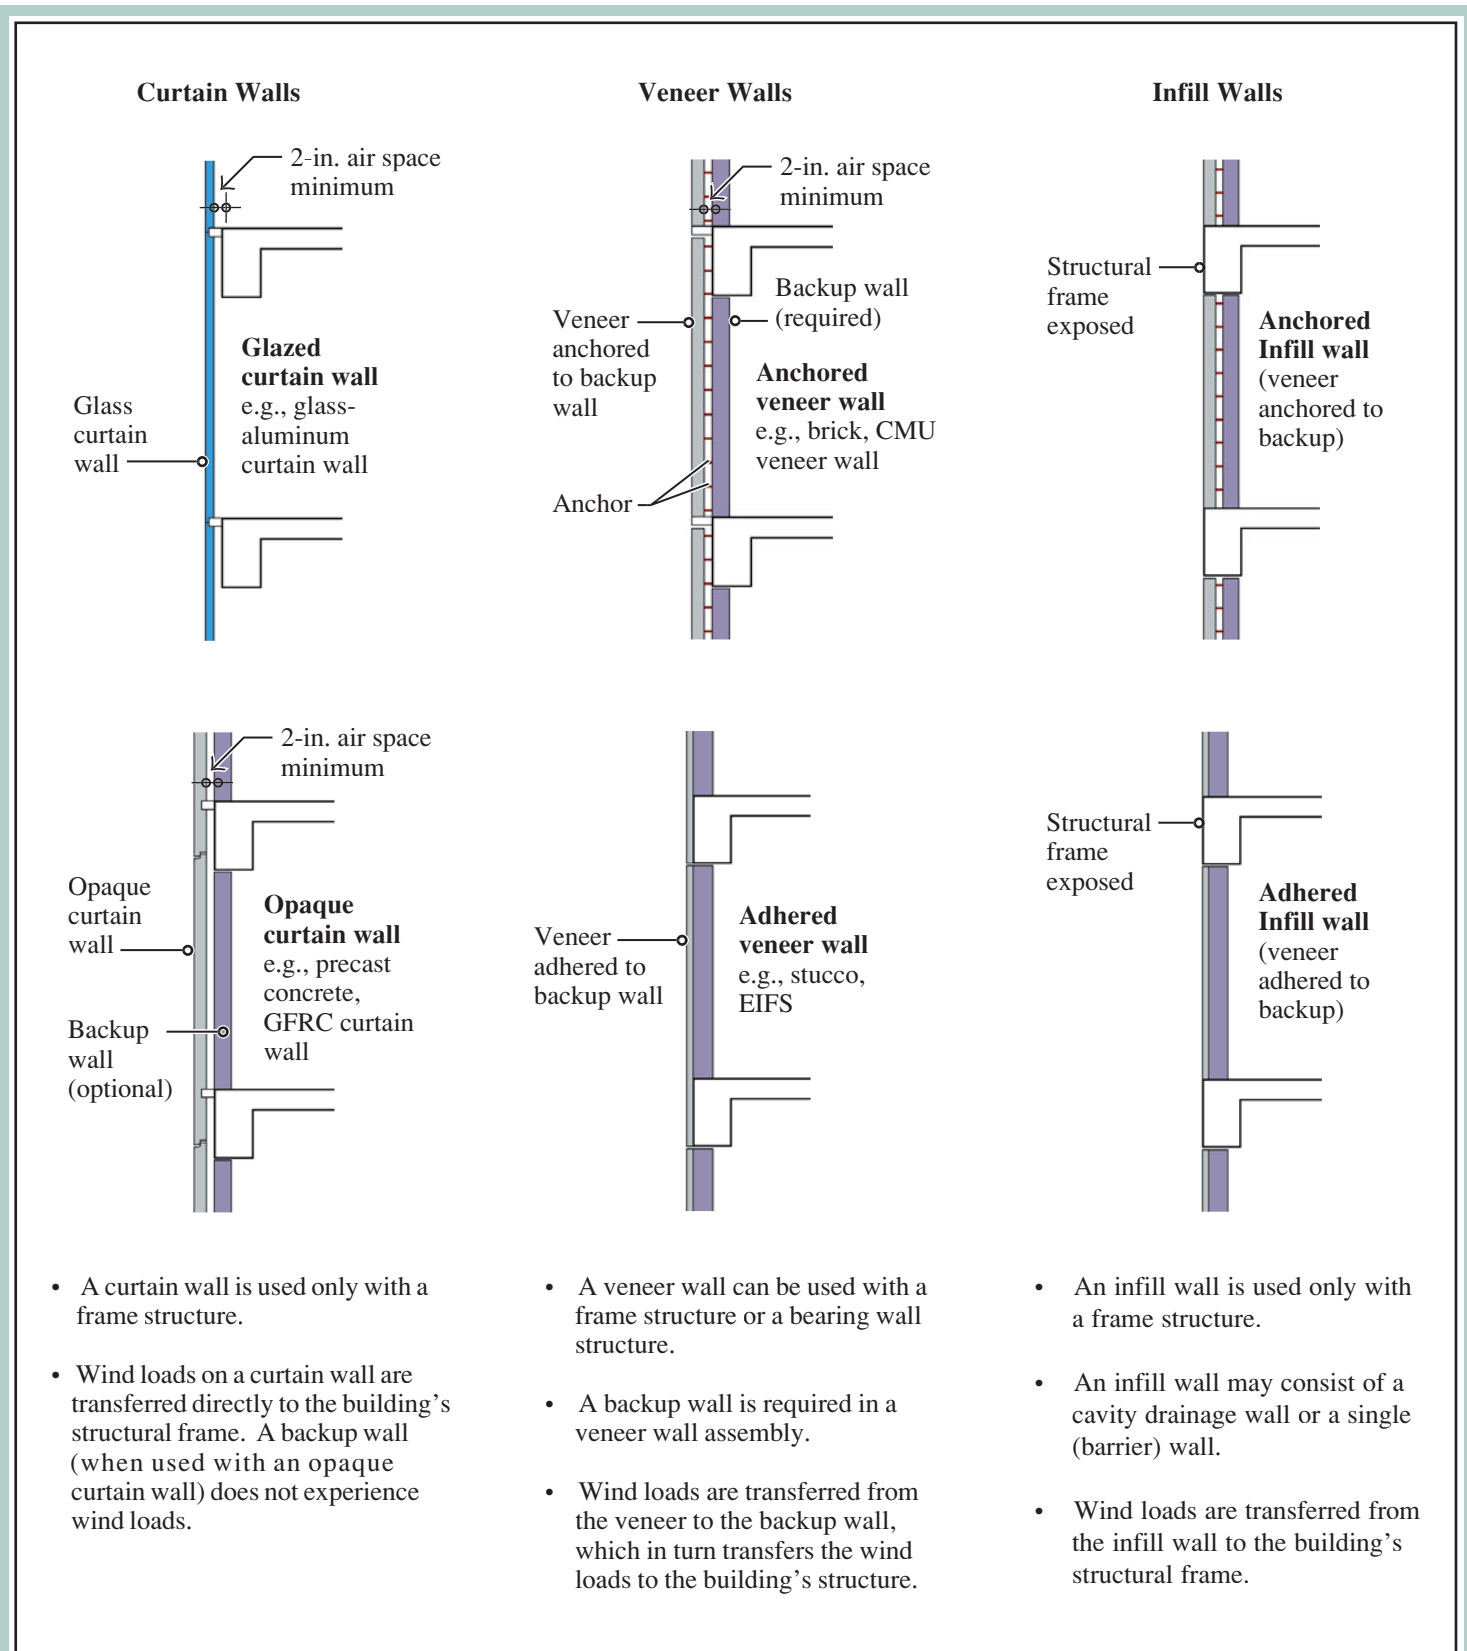 Curtain Walls
2-in. air space
minimum
Glazed
curtain wall
e.g., glass-
aluminum
curtain wall
Glass
curtain
wall
2-in. air space
minimum
Opaque
curtain
wall
Opaque
curtain wall
e.g., precast
concrete,
GFRC curtain
wall
Backup
wall
(optional)
• A curtain wall is used only with a
frame structure.
• Wind loads on a curtain wall are
transferred directly to the building’s
structural frame. A backup wall
(when used with an opaque
curtain wall) does not experience
wind loads.
Veneer Walls
2-in. air space
minimum
Backup wall
(required)
Veneer
anchored
to backup
wall
Anchored
veneer wall
e.g., brick, CMU
veneer wall
Anchor
Veneer
adhered to
backup wall
Adhered
veneer wall
e.g., stucco,
EIFS
• A veneer wall can be used with a
frame structure or a bearing wall
structure.
• A backup wall is required in a
veneer wall assembly.
• Wind loads are transferred from
the veneer to the backup wall,
which in turn transfers the wind
loads to the building’s structure.
Infill Walls
Structural
frame
exposed
Anchored
Infill wall
(veneer
anchored to
backup)
Structural
frame
exposed
Adhered
Infill wall
(veneer
adhered to
backup)
• An infill wall is used only with
a frame structure.
• An infill wall may consist of a
cavity drainage wall or a single
(barrier) wall.
• Wind loads are transferred from
the infill wall to the building’s
structural frame.